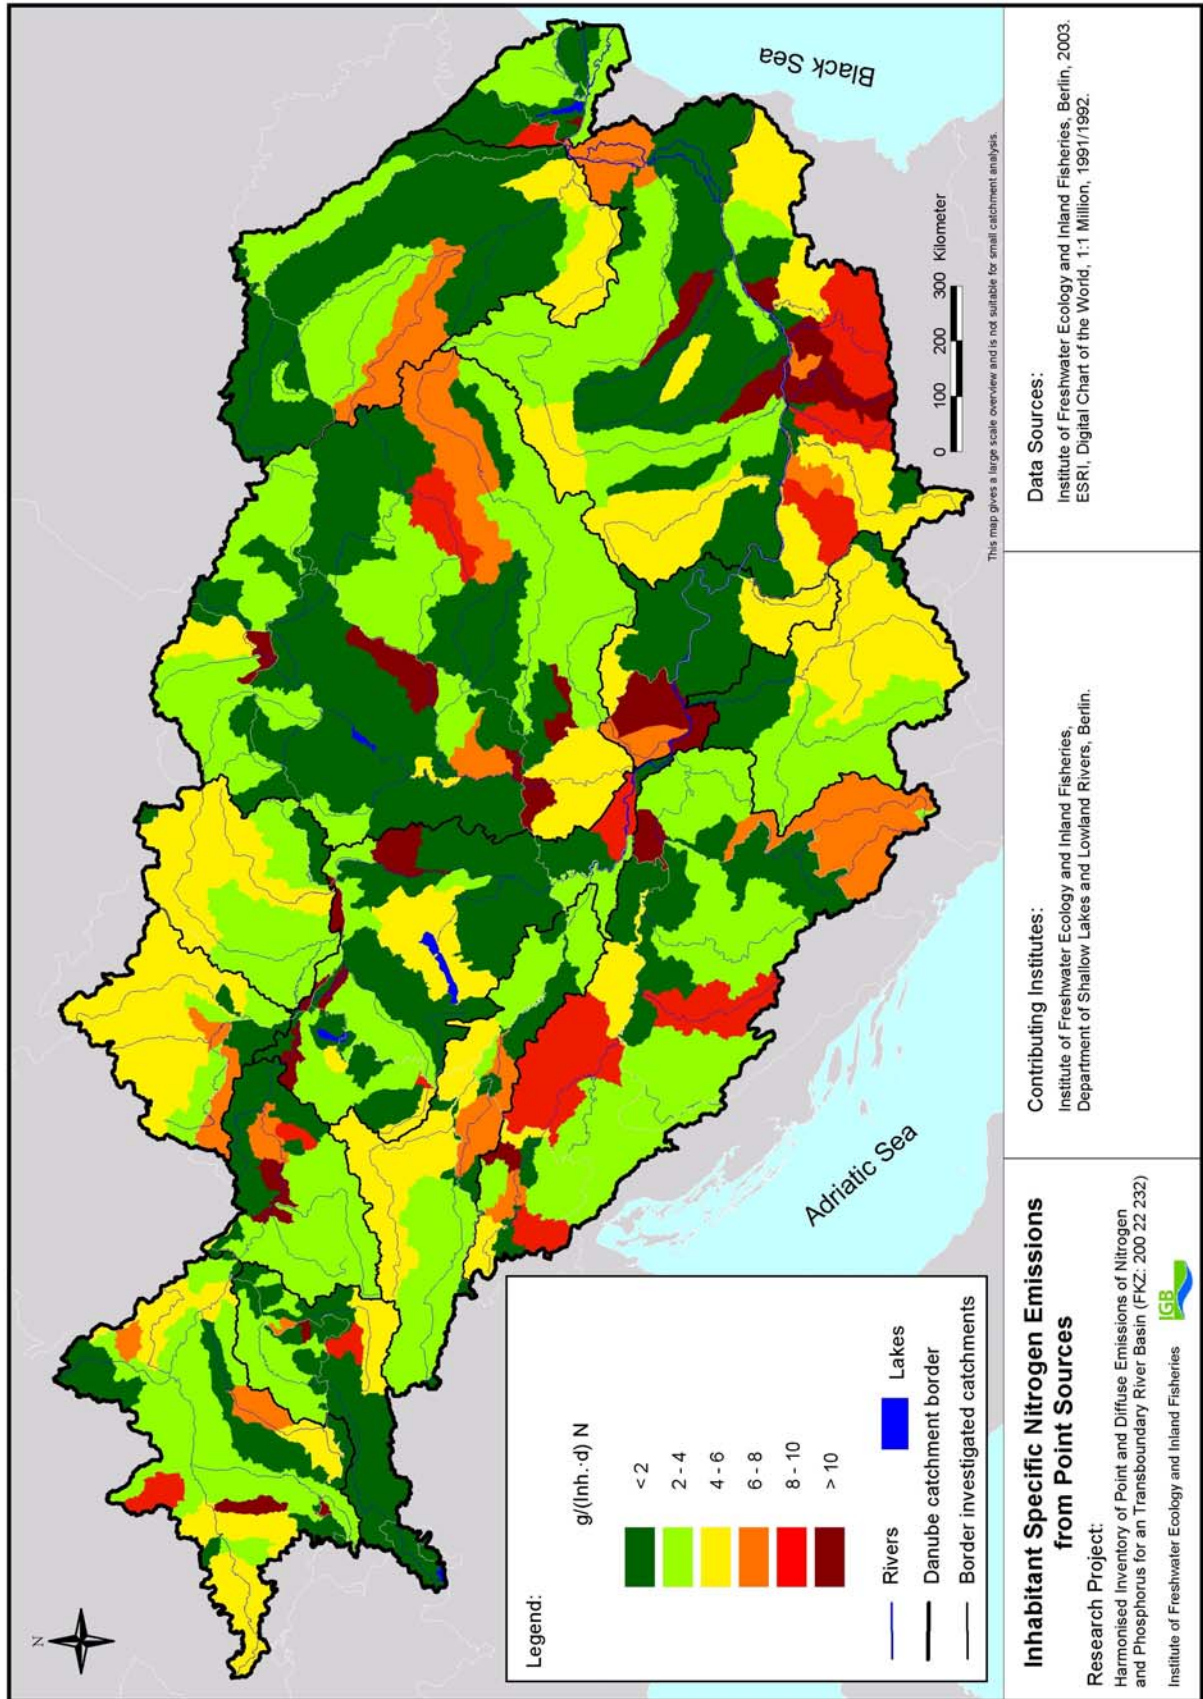 N
Black Sea
Adriatic Sea
0 100 200 300 Kilometer
This map gives a large scale overview and is not suitable for small catchment analysis.
Legend:
g/(Inh.·d) N
< 2
2 - 4
4 - 6
6 - 8
8 - 10
> 10
Rivers
Lakes
Danube catchment border
Border investigated catchments
Inhabitant Specific Nitrogen Emissions
from Point Sources
Research Project:
Harmonised Inventory of Point and Diffuse Emissions of Nitrogen
and Phosphorus for an Transboundary River Basin (FKZ: 200 22 232)
Institute of Freshwater Ecology and Inland Fisheries
IGB
Contributing Institutes:
Institute of Freshwater Ecology and Inland Fisheries,
Department of Shallow Lakes and Lowland Rivers, Berlin.
Data Sources:
Institute of Freshwater Ecology and Inland Fisheries, Berlin, 2003.
ESRI, Digital Chart of the World, 1:1 Million, 1991/1992.